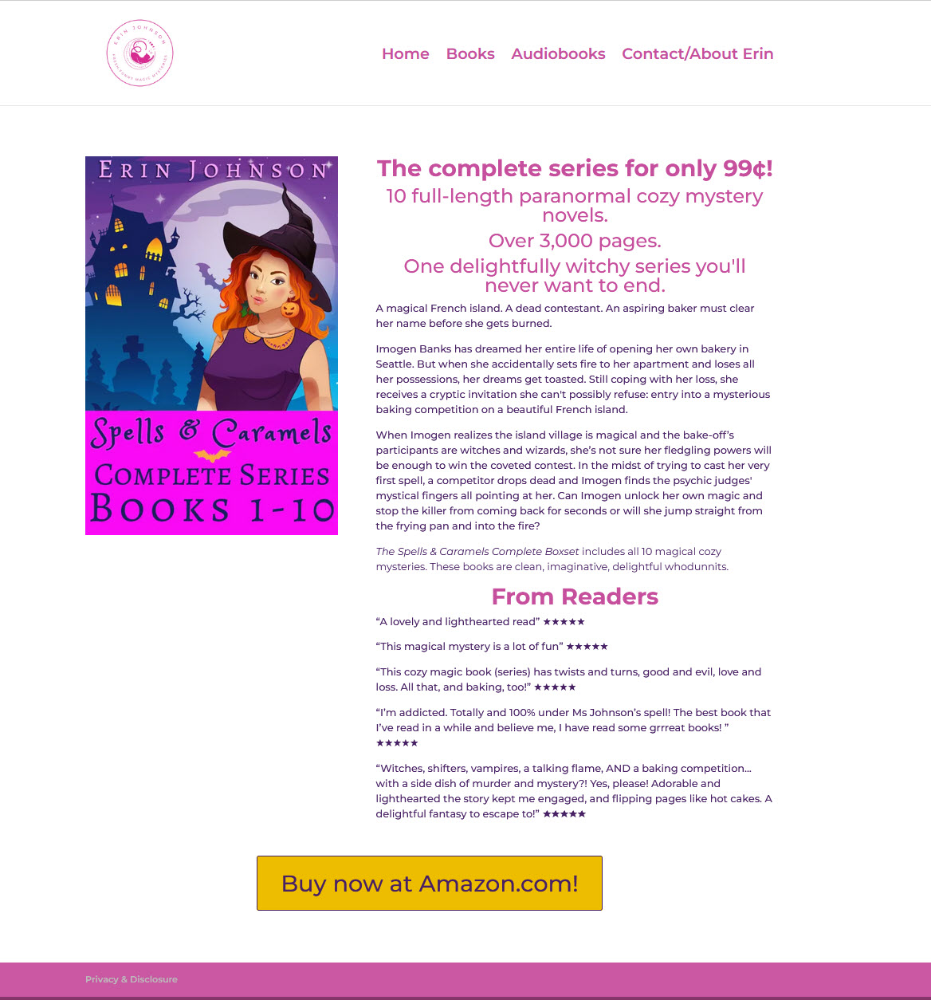 ERIN JOHNSON
FRESH, FUNNY MAGIC MYSTERIES
Home Books Audiobooks Contact/About Erin
ERIN JOHNSON
Spells & Caramels
COMPLETE SERIES
BOOKS 1-10
The complete series for only 99¢!
10 full-length paranormal cozy mystery
novels.
Over 3,000 pages.
One delightfully witchy series you'll
never want to end.
A magical French island. A dead contestant. An aspiring baker must clear
her name before she gets burned.
Imogen Banks has dreamed her entire life of opening her own bakery in
Seattle. But when she accidentally sets fire to her apartment and loses all
her possessions, her dreams get toasted. Still coping with her loss, she
receives a cryptic invitation she can't possibly refuse: entry into a mysterious
baking competition on a beautiful French island.
When Imogen realizes the island village is magical and the bake-off’s
participants are witches and wizards, she’s not sure her fledgling powers will
be enough to win the coveted contest. In the midst of trying to cast her very
first spell, a competitor drops dead and Imogen finds the psychic judges'
mystical fingers all pointing at her. Can Imogen unlock her own magic and
stop the killer from coming back for seconds or will she jump straight from
the frying pan and into the fire?
The Spells & Caramels Complete Boxset includes all 10 magical cozy
mysteries. These books are clean, imaginative, delightful whodunnits.
From Readers
“A lovely and lighthearted read” ★★★★★
“This magical mystery is a lot of fun” ★★★★★
“This cozy magic book (series) has twists and turns, good and evil, love and
loss. All that, and baking, too!” ★★★★★
“I’m addicted. Totally and 100% under Ms Johnson’s spell! The best book that
I’ve read in a while and believe me, I have read some grrreat books! ”
★★★★★
“Witches, shifters, vampires, a talking flame, AND a baking competition…
with a side dish of murder and mystery?! Yes, please! Adorable and
lighthearted the story kept me engaged, and flipping pages like hot cakes. A
delightful fantasy to escape to!” ★★★★★
Buy now at Amazon.com!
Privacy & Disclosure